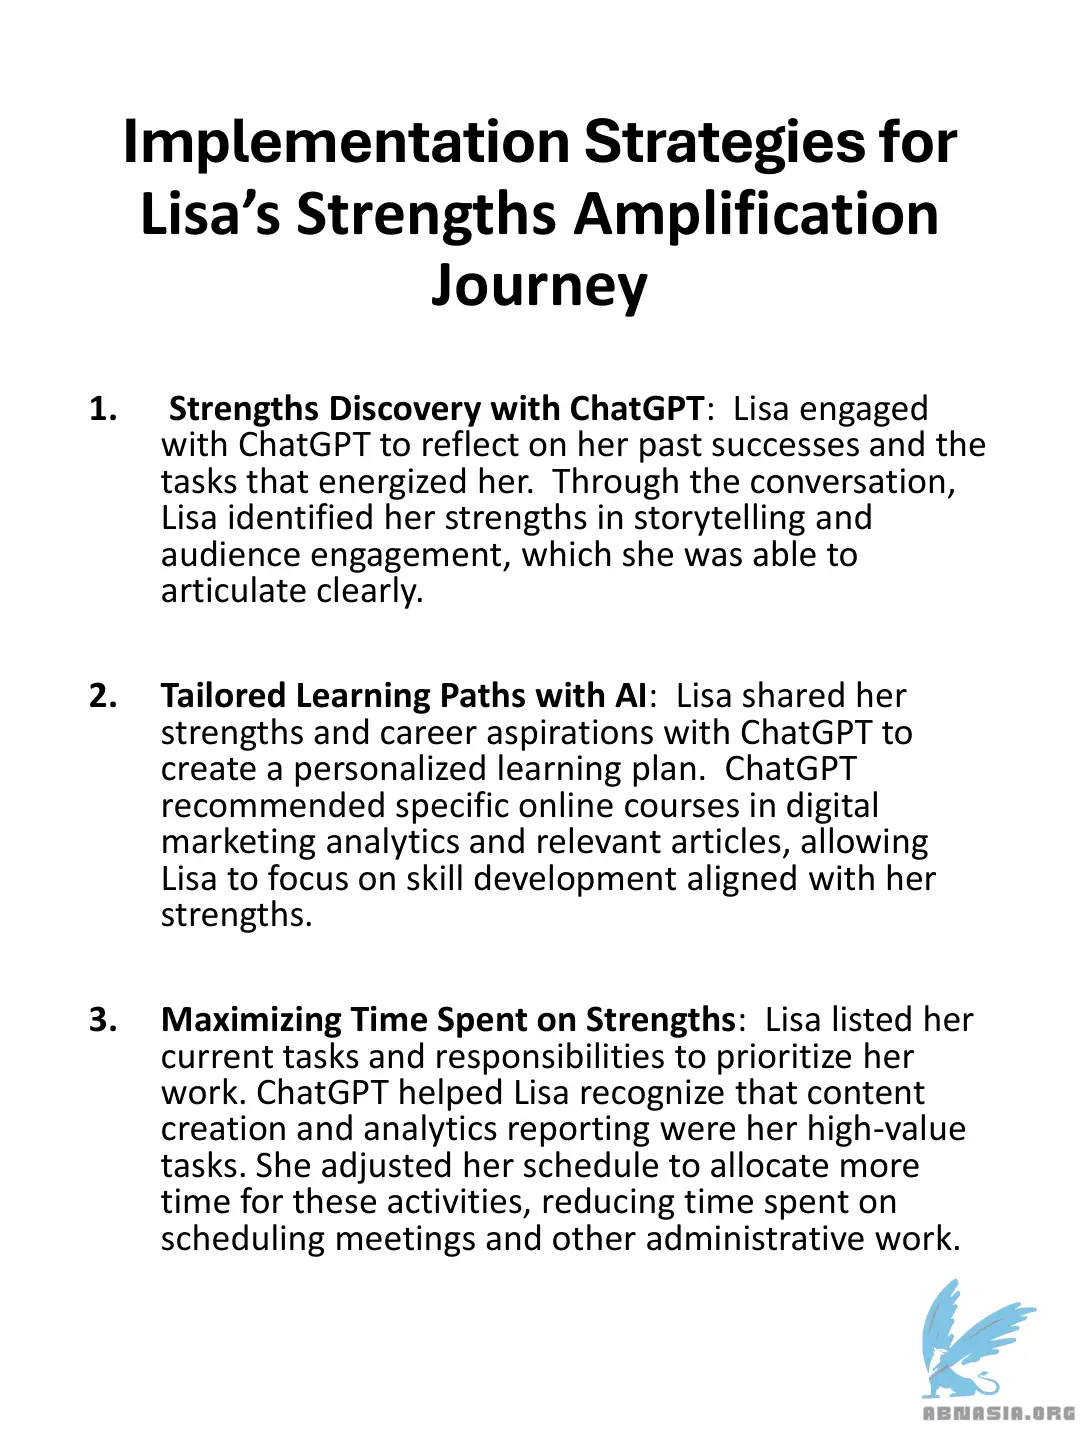 Implementation Strategies for
Lisa’s Strengths Amplification
Journey
1. Strengths Discovery with ChatGPT: Lisa engaged
with ChatGPT to reflect on her past successes and the
tasks that energized her. Through the conversation,
Lisa identified her strengths in storytelling and
audience engagement, which she was able to
articulate clearly.
2. Tailored Learning Paths with AI: Lisa shared her
strengths and career aspirations with ChatGPT to
create a personalized learning plan. ChatGPT
recommended specific online courses in digital
marketing analytics and relevant articles, allowing
Lisa to focus on skill development aligned with her
strengths.
3. Maximizing Time Spent on Strengths: Lisa listed her
current tasks and responsibilities to prioritize her
work. ChatGPT helped Lisa recognize that content
creation and analytics reporting were her high-value
tasks. She adjusted her schedule to allocate more
time for these activities, reducing time spent on
scheduling meetings and other administrative work.
ABNASIA.ORG